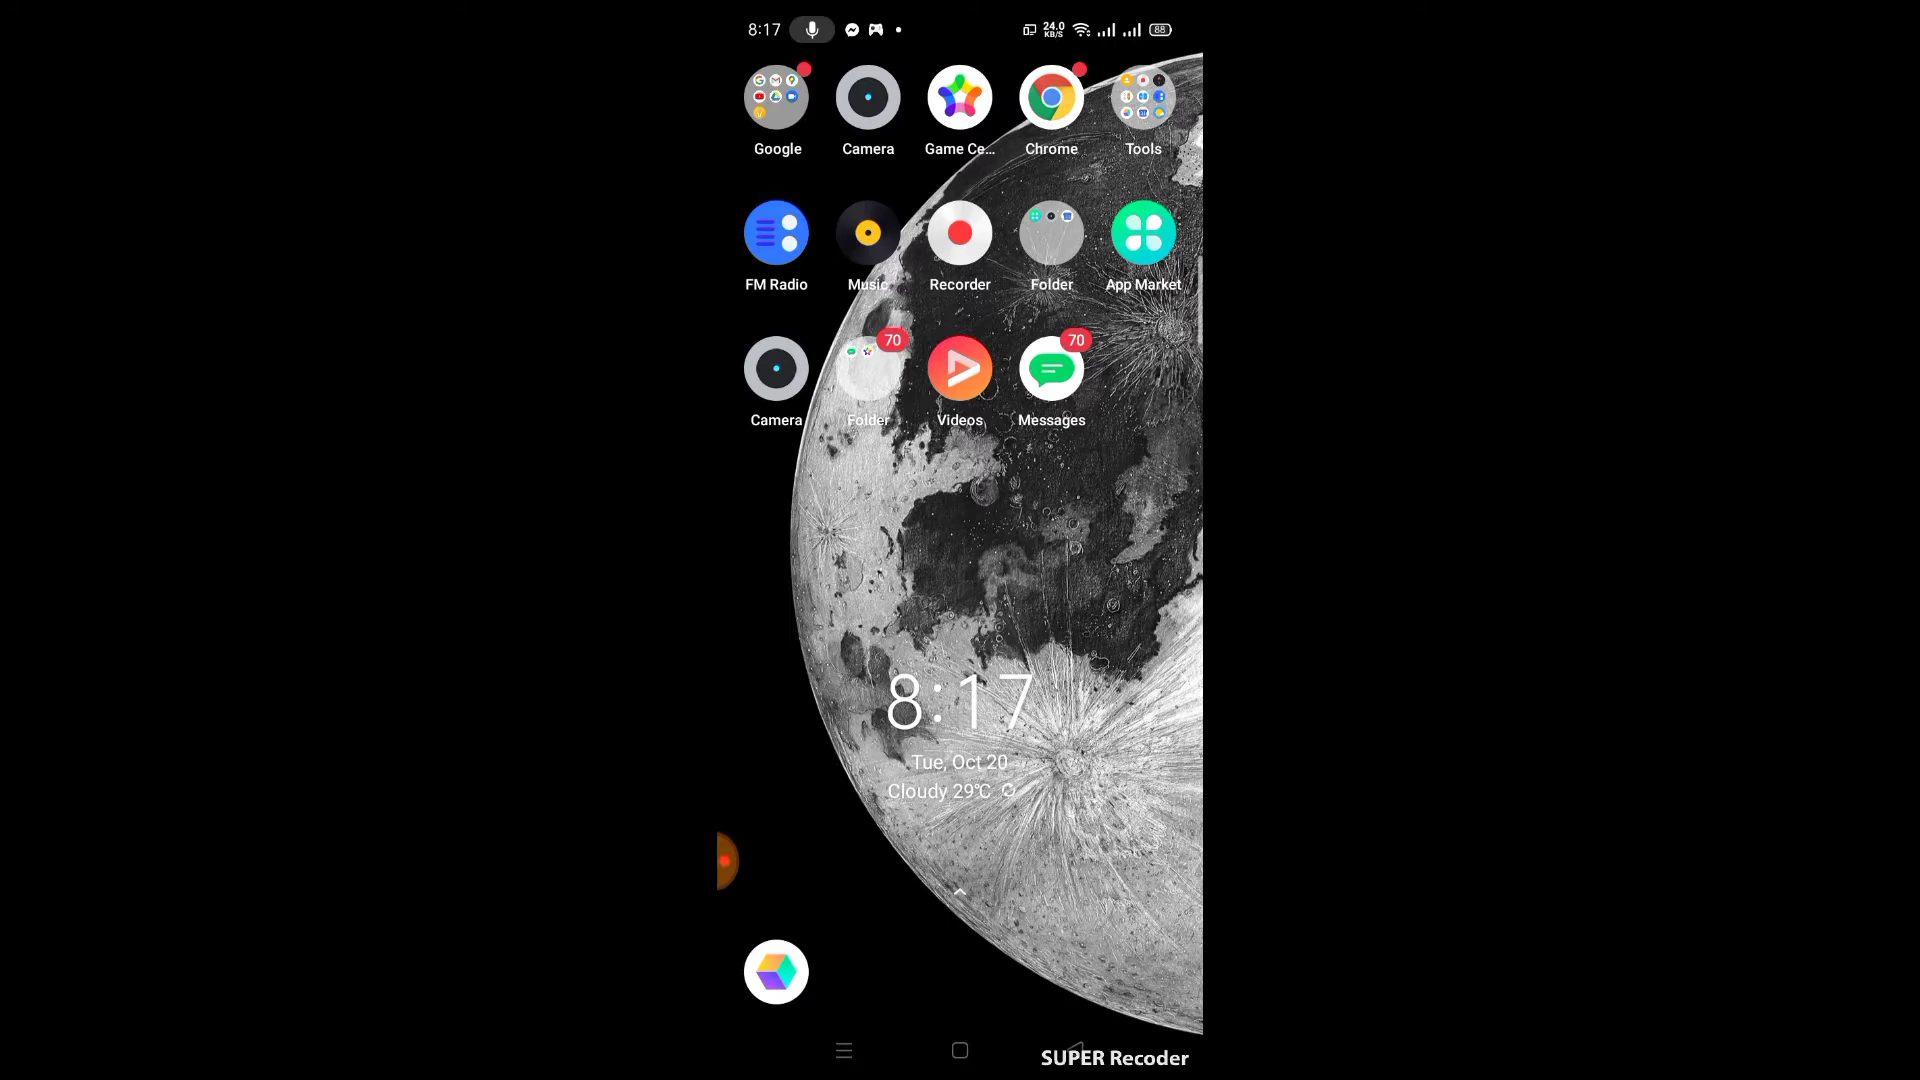 8:17 24.0 KB/S 88
Google Camera Game Ce... Chrome Tools
FM Radio Music Recorder Folder App Market
70 70
Camera Folder Videos Messages
8:17
Tue, Oct 20
Cloudy 29℃
SUPER Recoder